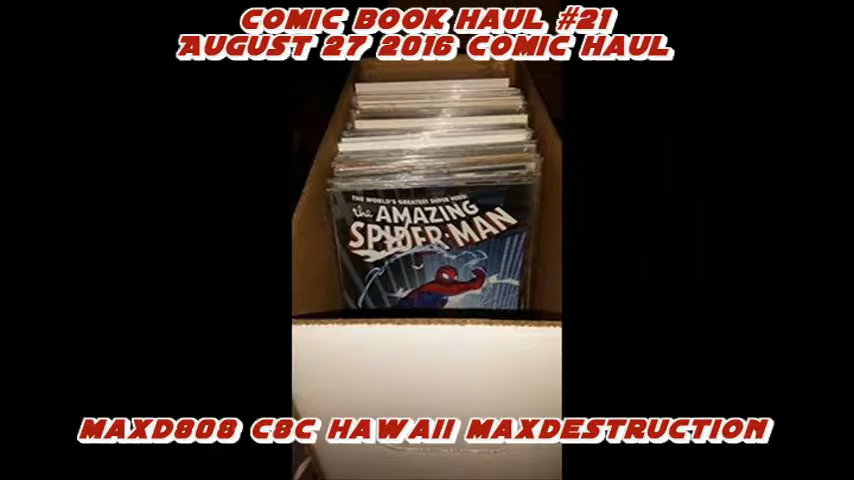 COMIC BOOK HAUL #21
AUGUST 27 2016 COMIC HAUL
THE WORLD'S GREATEST SUPER HERO!
the AMAZING
SPIDER-MAN
MAXD808 C8C HAWAII MAXDESTRUCTION